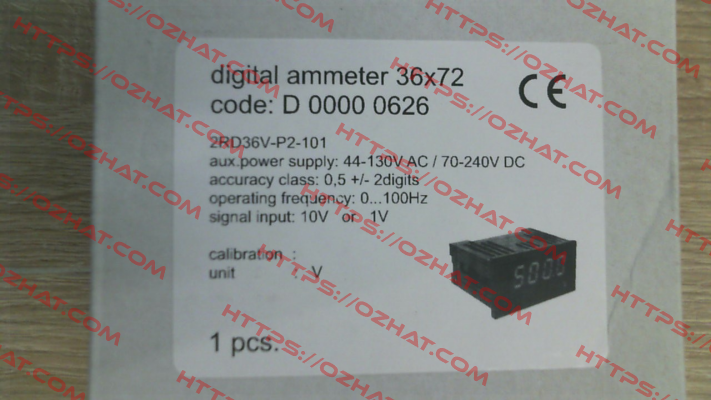 digital ammeter 36x72
code: D 0000 0626
CE
2RD36V-P2-101
aux.power supply: 44-130V AC / 70-240V DC
accuracy class: 0,5 +/- 2digits
operating frequency: 0...100Hz
signal input: 10V or 1V
calibration :
unit : V
5000
1 pcs.
HTTPS://OZHAT.COM